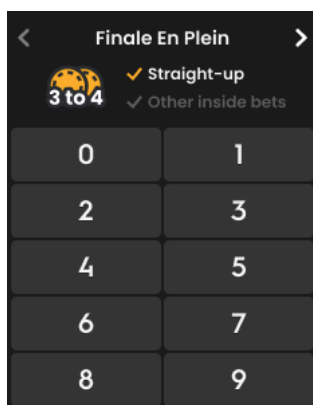 Finale En Plein
3 to 4
Straight-up
Other inside bets
0 1
2 3
4 5
6 7
8 9